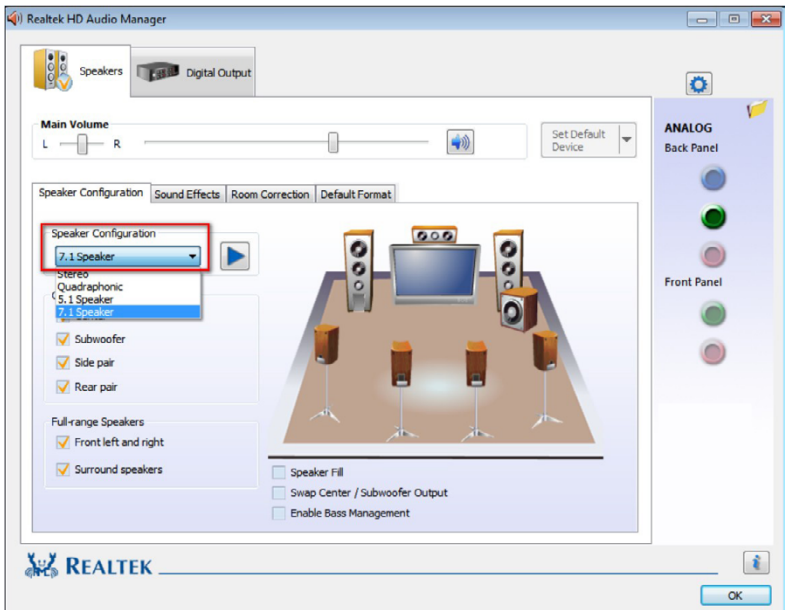 Realtek HD Audio Manager
Speakers
Digital Output
Main Volume
L
R
Set Default
Device
ANALOG
Back Panel
Speaker Configuration
Sound Effects
Room Correction
Default Format
Speaker Configuration
7.1 Speaker
Stereo
Quadraphonic
5.1 Speaker
7.1 Speaker
Subwoofer
Side pair
Rear pair
Front Panel
Full-range Speakers
Front left and right
Surround speakers
Speaker Fill
Swap Center / Subwoofer Output
Enable Bass Management
REALTEK
OK